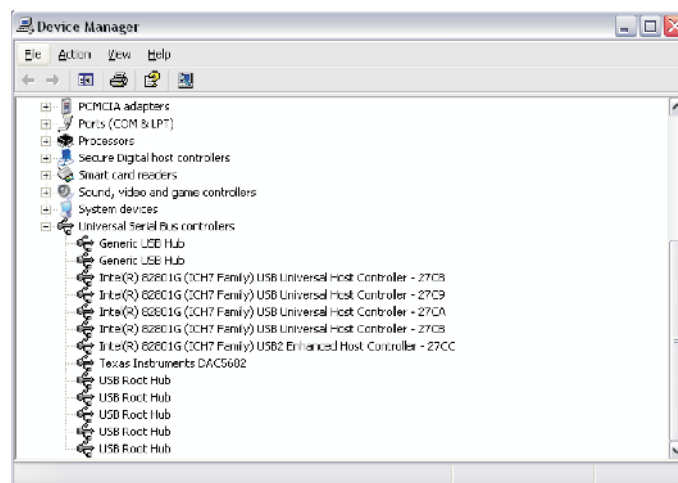 Device Manager
File Action View Help
PCMCIA adapters
Ports (COM & LPT)
Processors
Secure Digital host controllers
Smart card readers
Sound, video and game controllers
System devices
Universal Serial Bus controllers
Generic USB Hub
Generic USB Hub
Intel(R) 82801G (ICH7 Family) USB Universal Host Controller - 27C8
Intel(R) 82801G (ICH7 Family) USB Universal Host Controller - 27C9
Intel(R) 82801G (ICH7 Family) USB Universal Host Controller - 27CA
Intel(R) 82801G (ICH7 Family) USB Universal Host Controller - 27CB
Intel(R) 82801G (ICH7 Family) USB2 Enhanced Host Controller - 27CC
Texas Instruments DAC5682
USB Root Hub
USB Root Hub
USB Root Hub
USB Root Hub
USB Root Hub